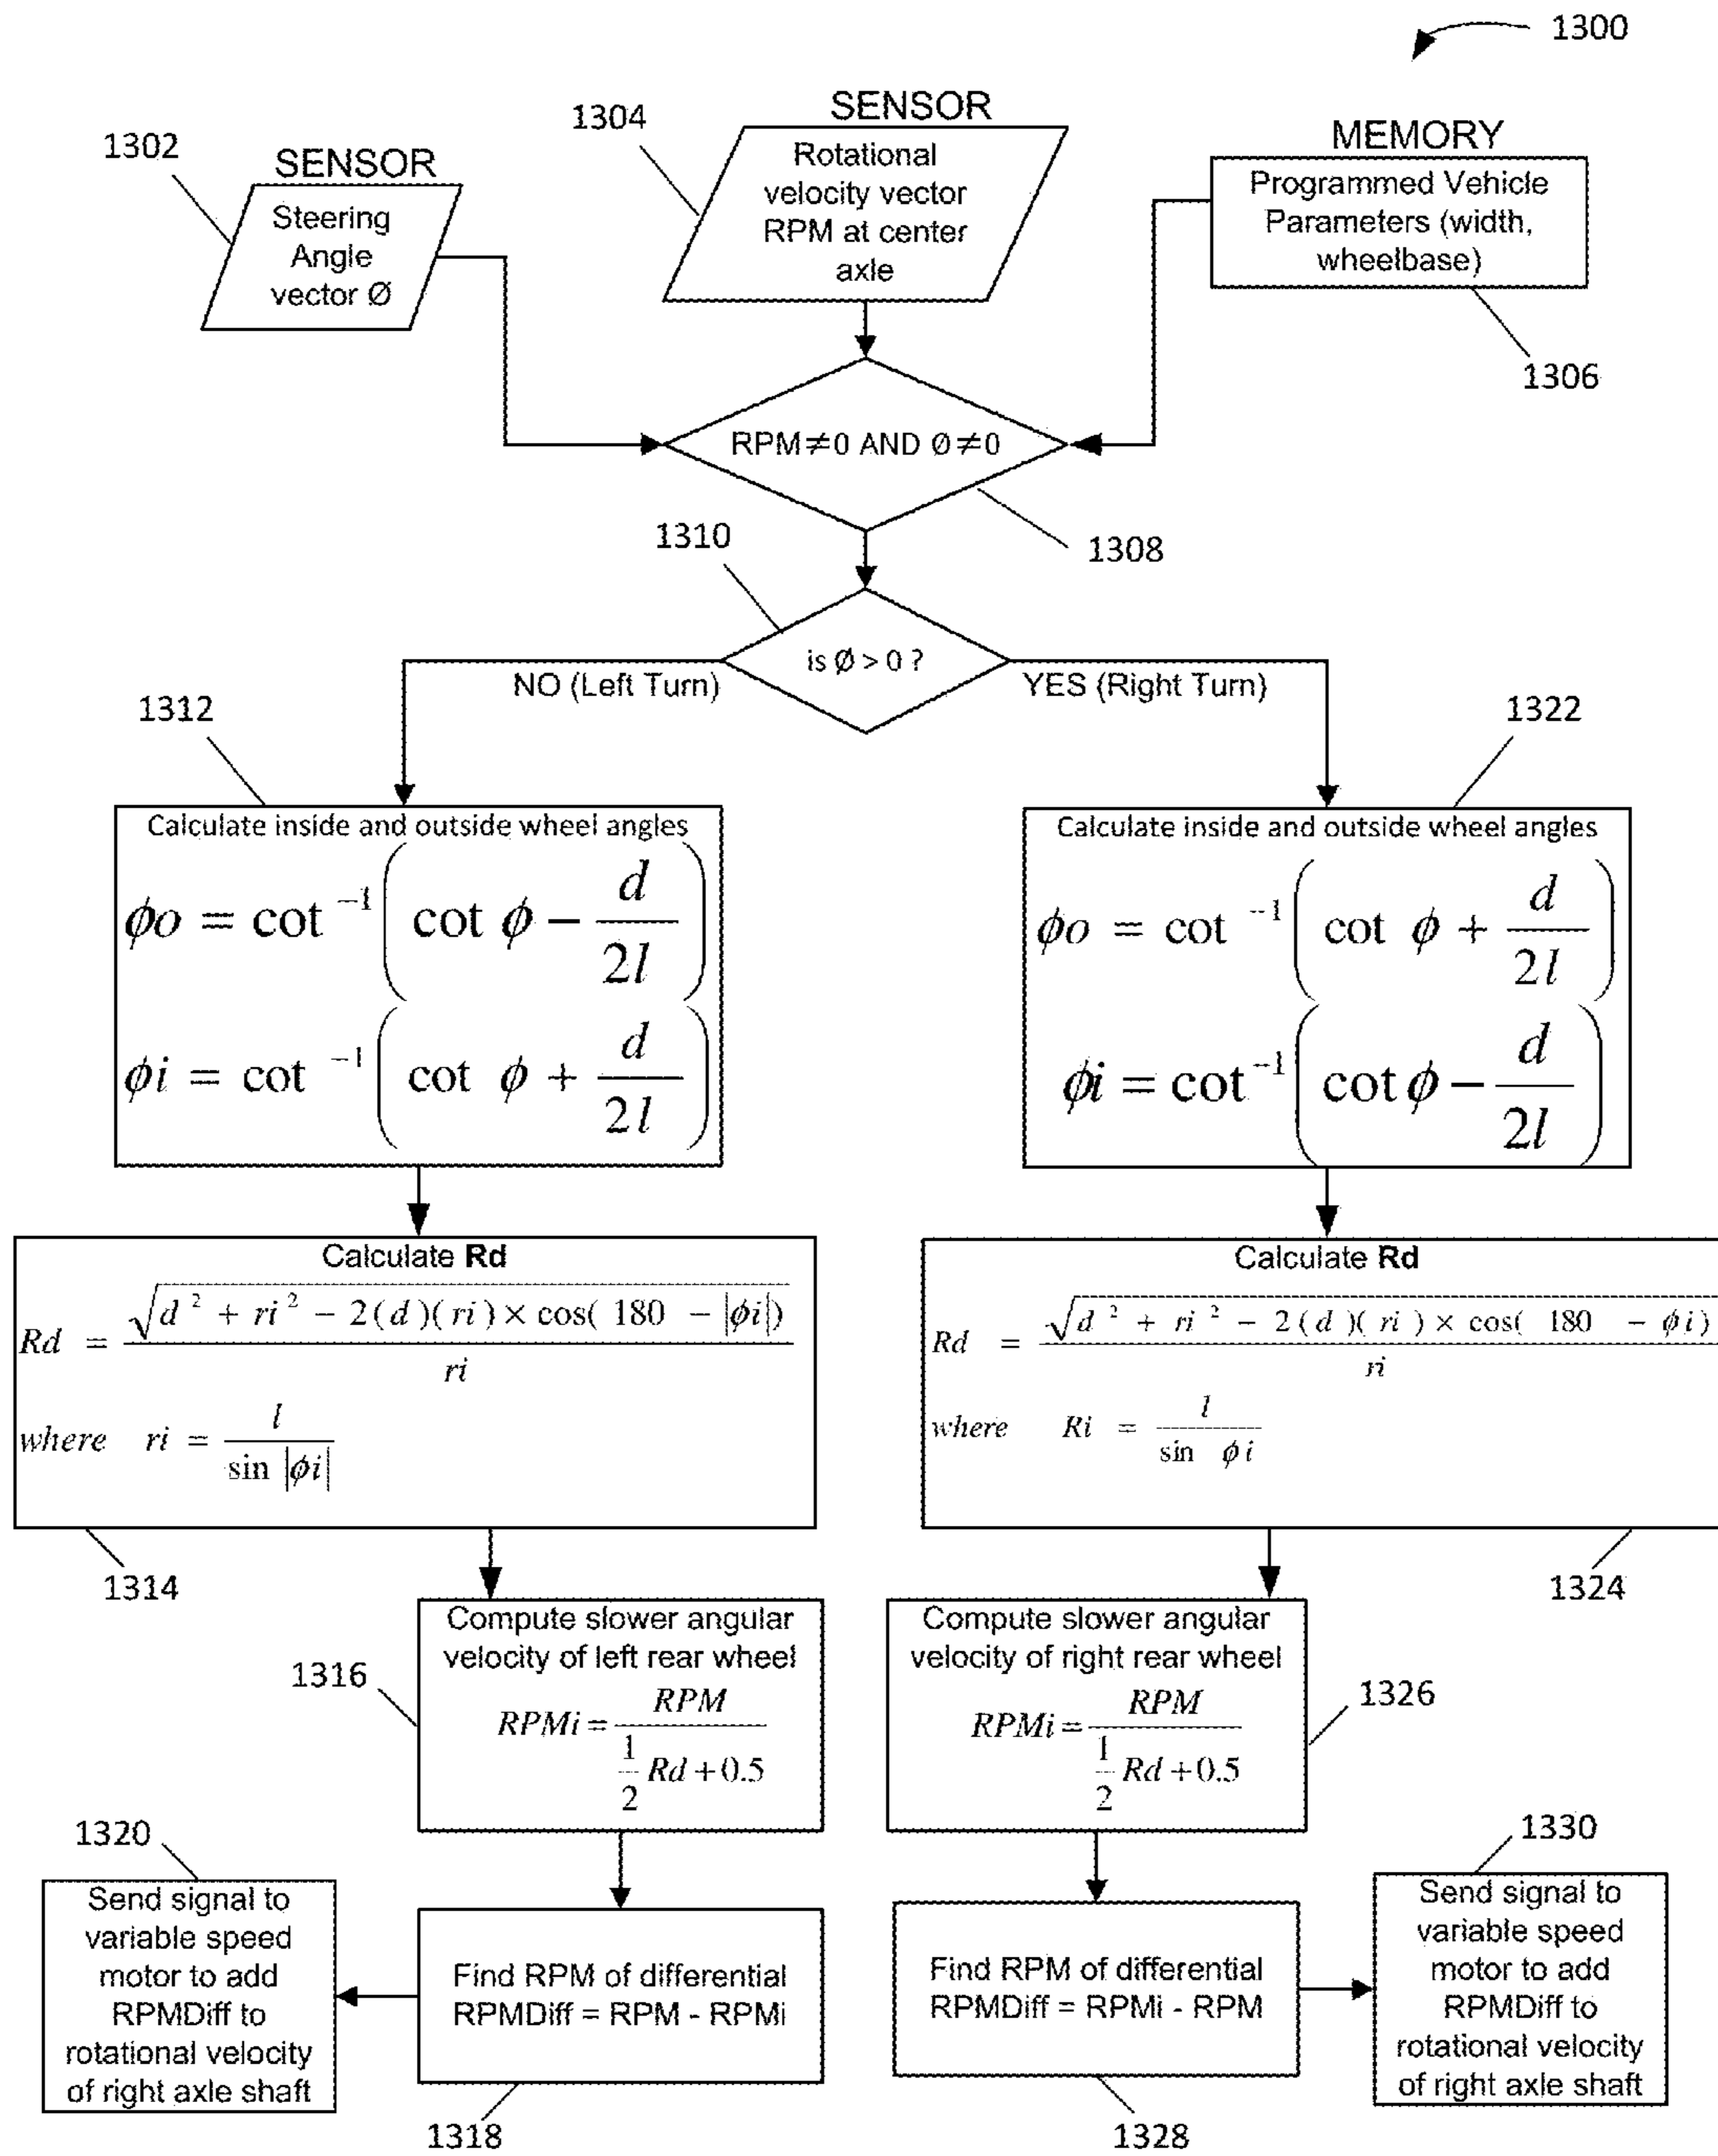 1300
1302
SENSOR
Steering
Angle
vector Ø
1304
SENSOR
Rotational
velocity vector
RPM at center
axle
MEMORY
Programmed Vehicle
Parameters (width,
wheelbase)
1306
RPM≠0 AND Ø≠0
1308
1310
is Ø > 0 ?
NO (Left Turn)
YES (Right Turn)
1312
Calculate inside and outside wheel angles
ϕo = cot⁻¹(cot ϕ − d/2l)
ϕi = cot⁻¹(cot ϕ + d/2l)
1322
Calculate inside and outside wheel angles
ϕo = cot⁻¹(cot ϕ + d/2l)
ϕi = cot⁻¹(cot ϕ − d/2l)
Calculate Rd
Rd = √(d² + ri² − 2(d)(ri) × cos(180 − |ϕi|)) / ri
where ri = l / sin |ϕi|
1314
Calculate Rd
Rd = √(d² + ri² − 2(d)(ri) × cos(180 − ϕi)) / ri
where Ri = l / sin ϕi
1324
1316
Compute slower angular
velocity of left rear wheel
RPMi = RPM / (1/2 Rd + 0.5)
Compute slower angular
velocity of right rear wheel
RPMi = RPM / (1/2 Rd + 0.5)
1326
1320
Send signal to
variable speed
motor to add
RPMDiff to
rotational velocity
of right axle shaft
Find RPM of differential
RPMDiff = RPM - RPMi
1318
Find RPM of differential
RPMDiff = RPMi - RPM
1328
1330
Send signal to
variable speed
motor to add
RPMDiff to
rotational velocity
of right axle shaft